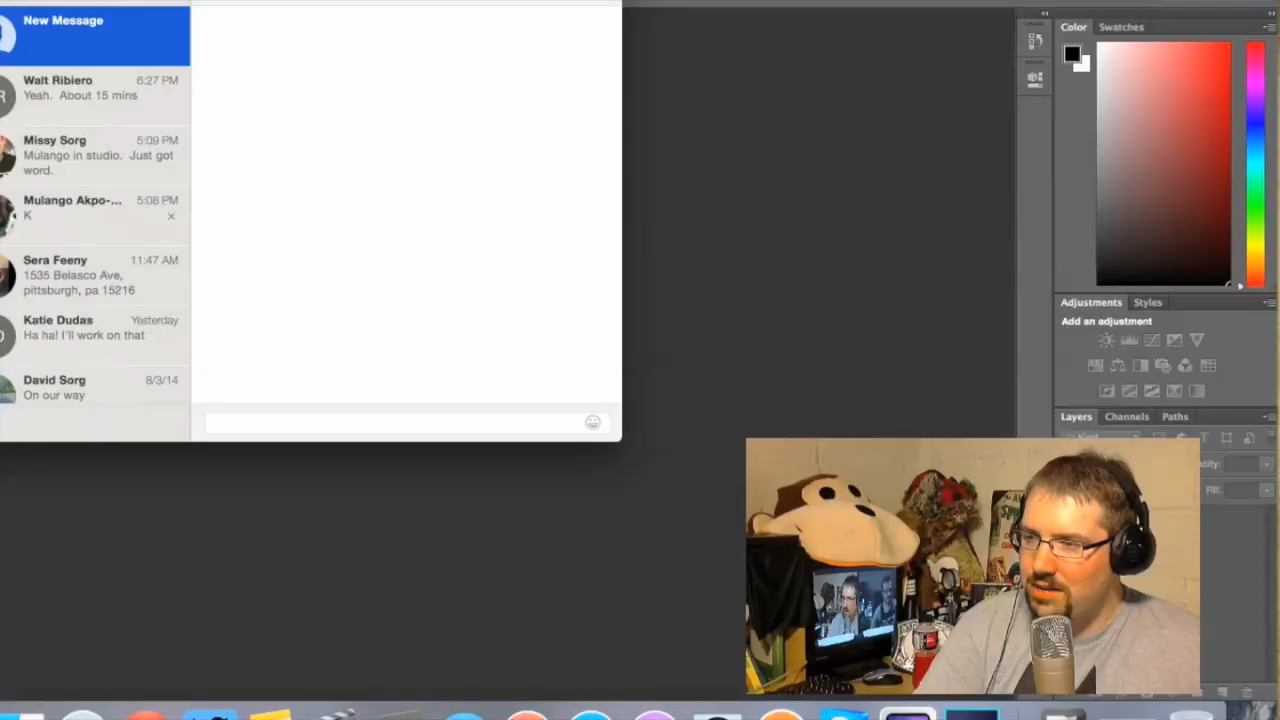 New Message
Walt Ribiero 6:27 PM
Yeah. About 15 mins
Missy Sorg 5:09 PM
Mulango in studio. Just got
word.
Mulango Akpo-... 5:08 PM
K
Sera Feeny 11:47 AM
1535 Belasco Ave,
pittsburgh, pa 15216
Katie Dudas Yesterday
Ha ha! I'll work on that
David Sorg 8/3/14
On our way
Color Swatches
Adjustments Styles
Add an adjustment
Layers Channels Paths
Fill: